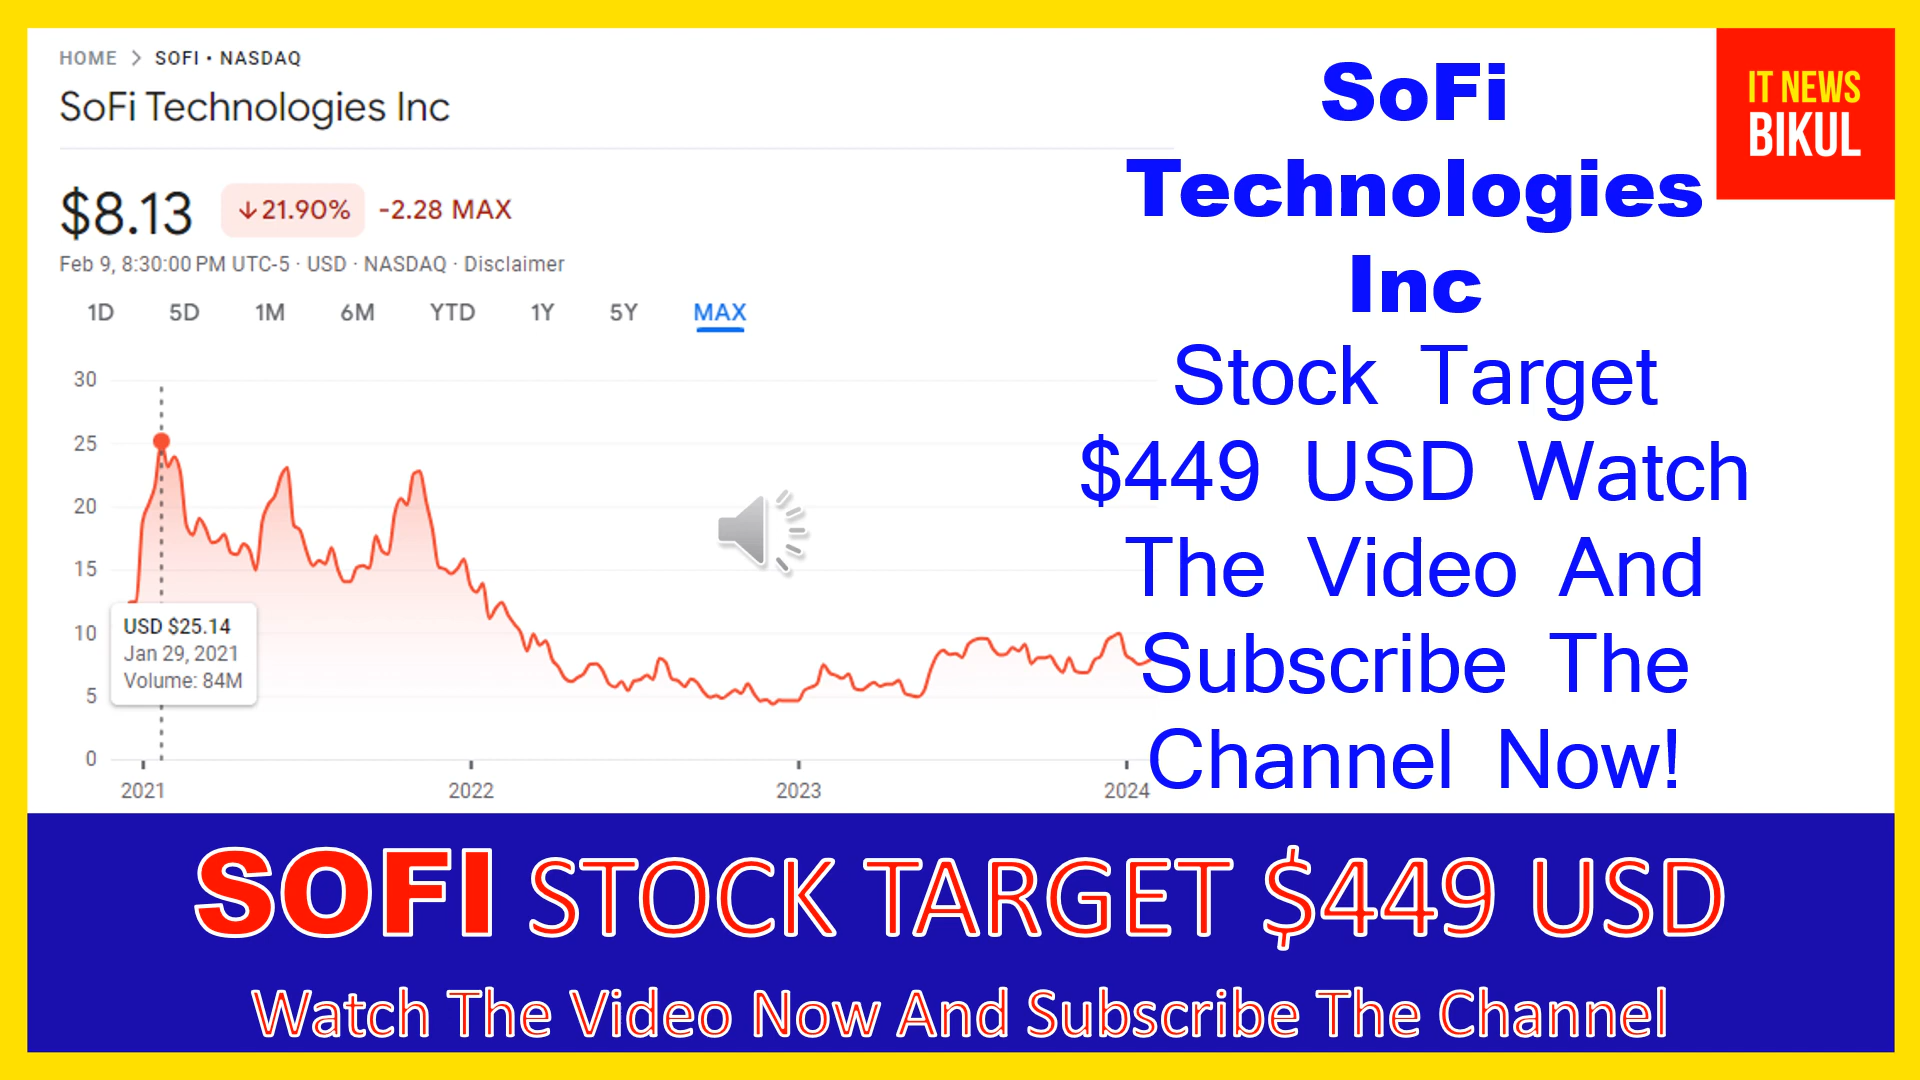 HOME > SOFI • NASDAQ
SoFi Technologies Inc
$8.13 ↓21.90% -2.28 MAX
Feb 9, 8:30:00 PM UTC-5 · USD · NASDAQ · Disclaimer
1D 5D 1M 6M YTD 1Y 5Y MAX
30
25
20
15
10
5
0
USD $25.14
Jan 29, 2021
Volume: 84M
2021 2022 2023 2024
SoFi
Technologies
Inc
Stock Target
$449 USD Watch
The Video And
Subscribe The
Channel Now!
IT NEWS
BIKUL
SOFI STOCK TARGET $449 USD
Watch The Video Now And Subscribe The Channel